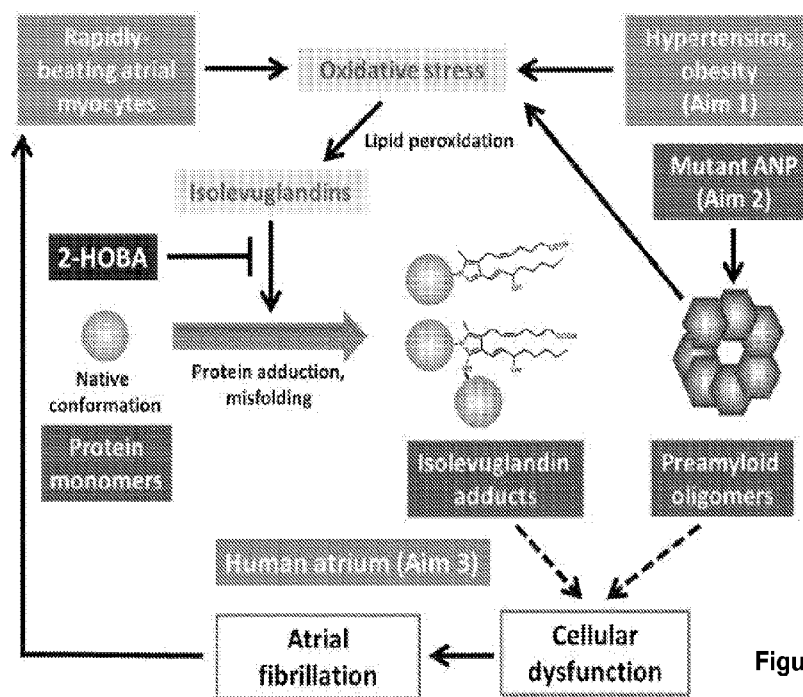 Rapidly-
beating atrial
myocytes
Oxidative stress
Hypertension,
obesity
(Aim 1)
Lipid peroxidation
Mutant ANP
(Aim 2)
Isolevuglandins
2-HOBA
Native
conformation
Protein adduction,
misfolding
Protein
monomers
Isolevuglandin
adducts
Preamyloid
oligomers
Human atrium (Aim 3)
Atrial
fibrillation
Cellular
dysfunction
Figu